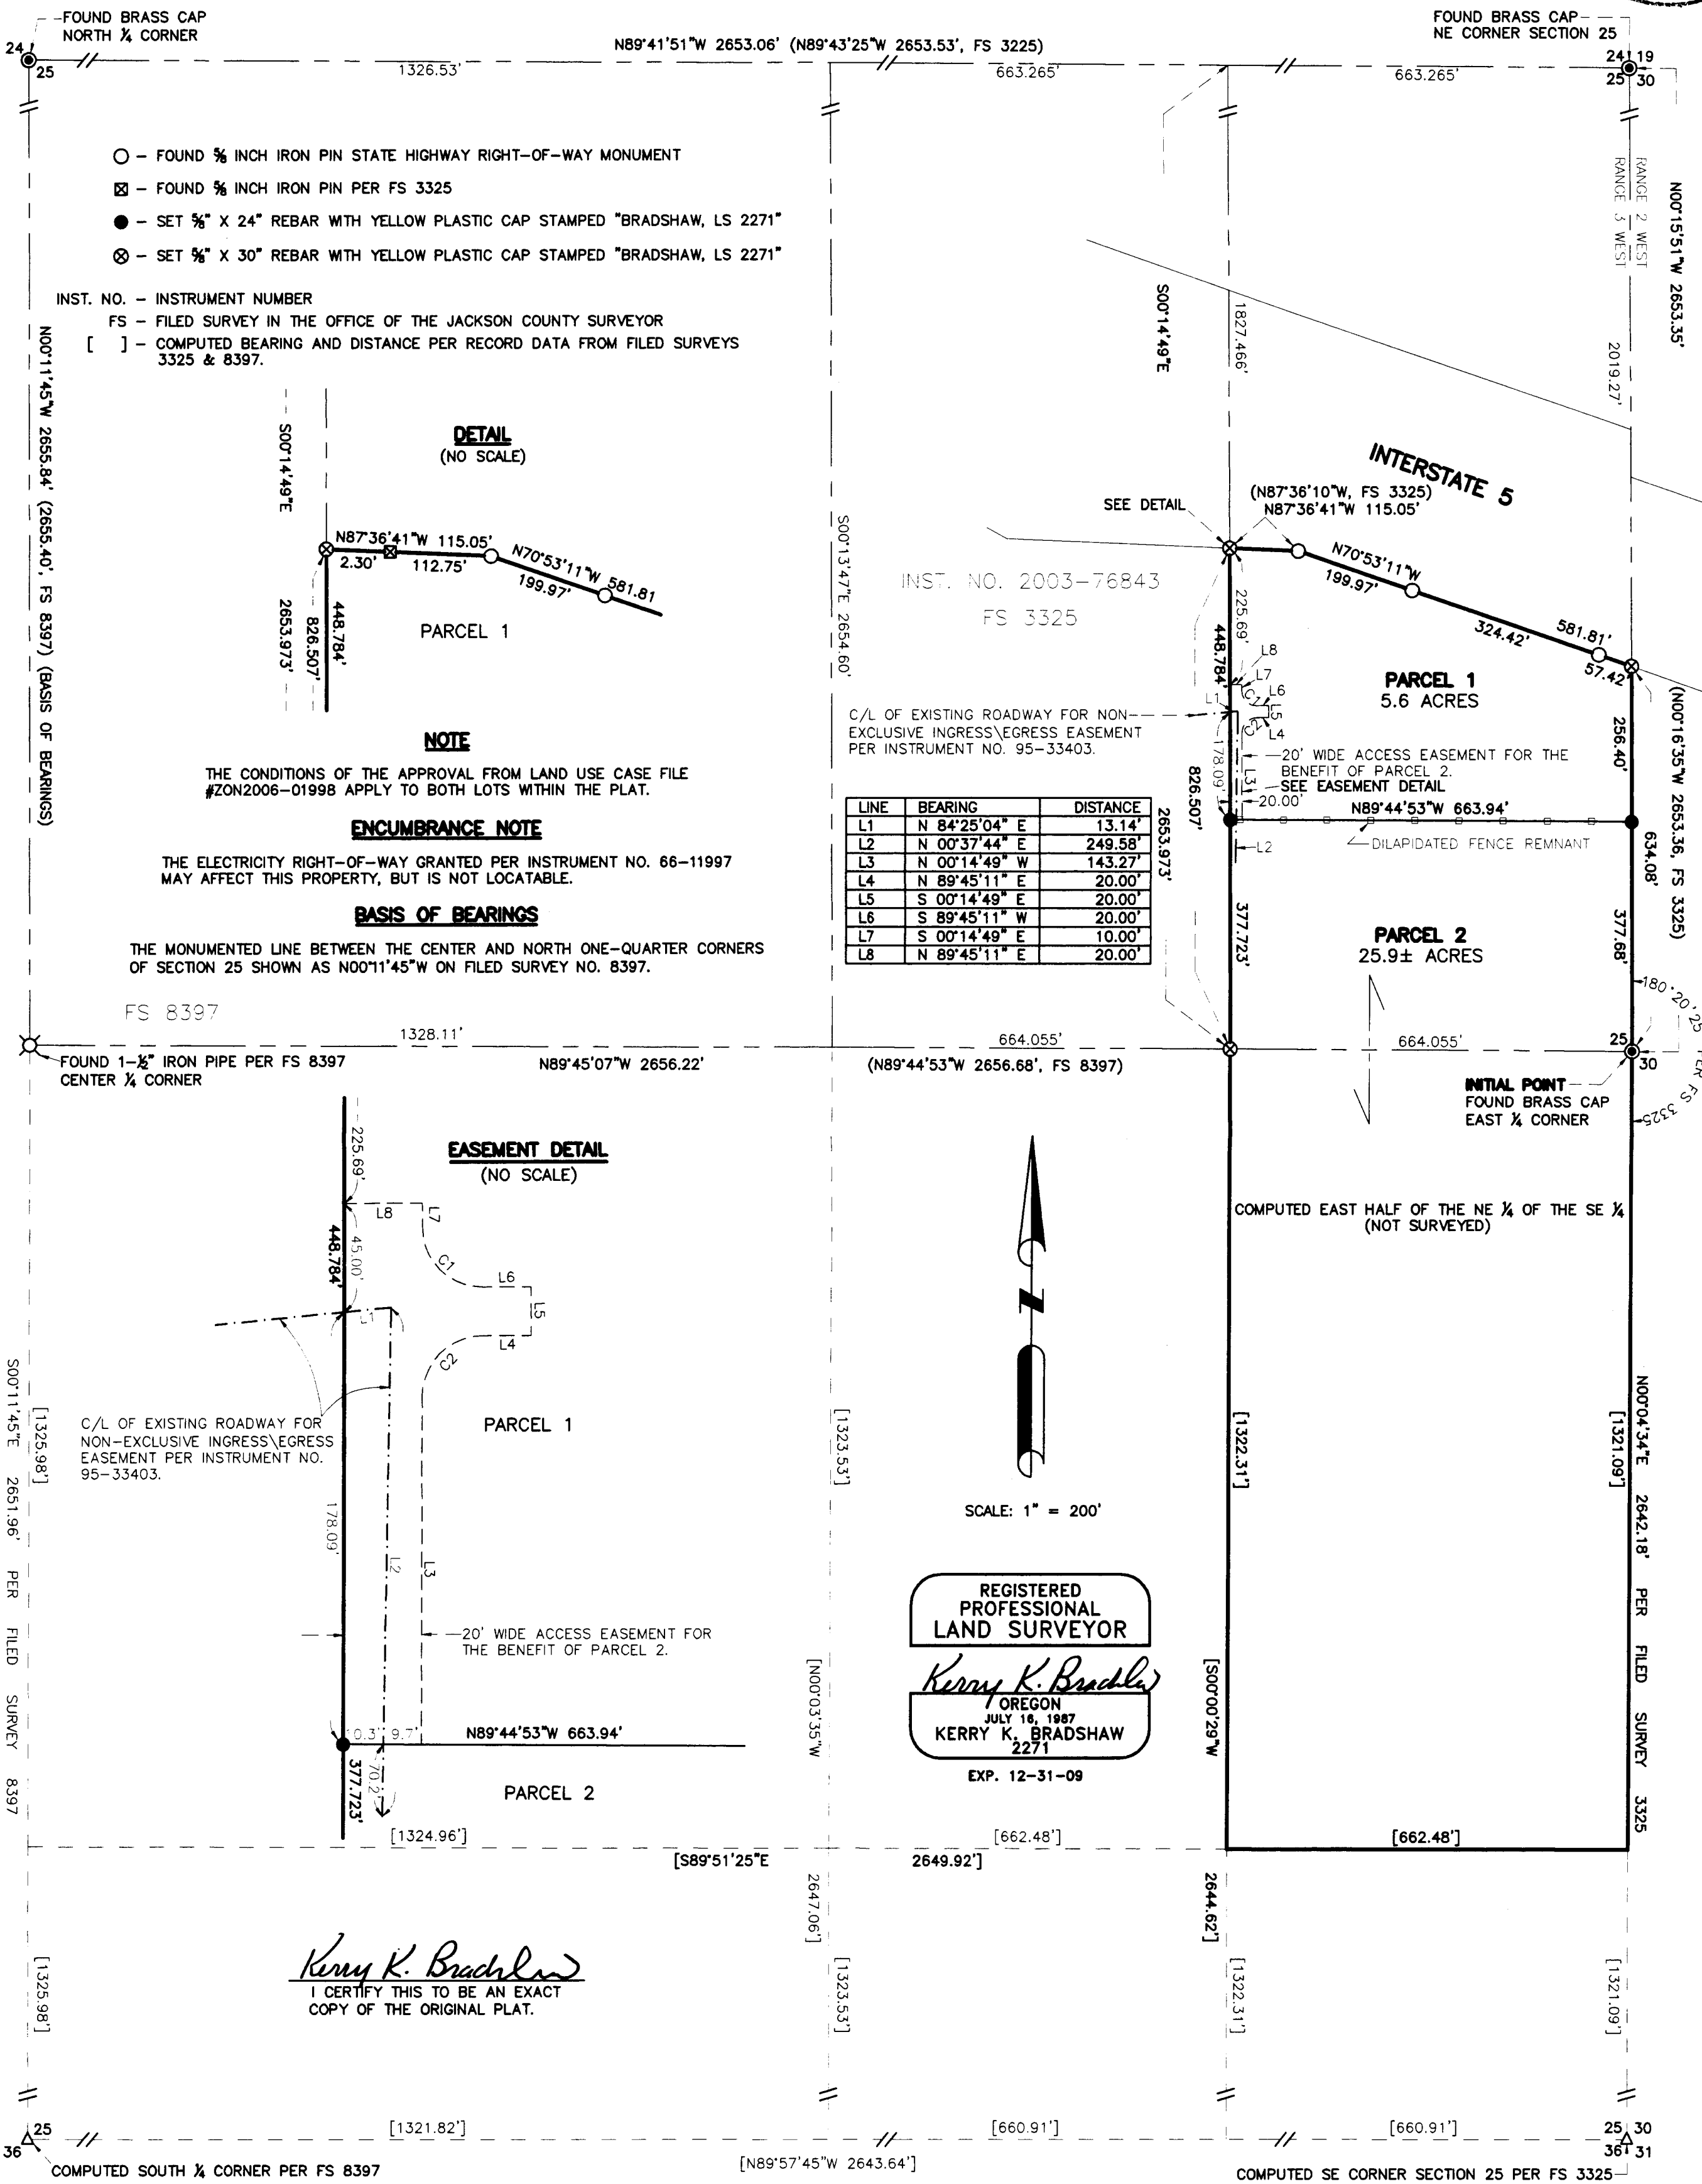 FOUND BRASS CAP
NORTH ¼ CORNER
FOUND BRASS CAP
NE CORNER SECTION 25
24
25
N89°41'51"W 2653.06' (N89°43'25"W 2653.53', FS 3225)
1326.53'
663.265'
663.265'
24 19
25 30
○ – FOUND ⅝ INCH IRON PIN STATE HIGHWAY RIGHT-OF-WAY MONUMENT
⊠ – FOUND ⅝ INCH IRON PIN PER FS 3325
● – SET ⅝" X 24" REBAR WITH YELLOW PLASTIC CAP STAMPED "BRADSHAW, LS 2271"
⊗ – SET ⅝" X 30" REBAR WITH YELLOW PLASTIC CAP STAMPED "BRADSHAW, LS 2271"
INST. NO. – INSTRUMENT NUMBER
FS – FILED SURVEY IN THE OFFICE OF THE JACKSON COUNTY SURVEYOR
[ ] – COMPUTED BEARING AND DISTANCE PER RECORD DATA FROM FILED SURVEYS
3325 & 8397.
N00°11'45"W 2655.84' (2655.40', FS 8397) (BASIS OF BEARINGS)
RANGE 2 WEST
RANGE 3 WEST
N00°15'51"W 2653.35'
2019.27'
S00°14'49"E
1827.466'
DETAIL
(NO SCALE)
S00°14'49"E
2653.973'
N87°36'41"W 115.05'
2.30'
112.75'
N70°53'11"W 581.81
199.97'
448.784'
826.507'
PARCEL 1
S00°13'47"E 2654.60'
INTERSTATE 5
SEE DETAIL
(N87°36'10"W, FS 3325)
N87°36'41"W 115.05'
N70°53'11"W
199.97'
324.42'
581.81'
57.42'
INST. NO. 2003-76843
FS 3325
225.69'
448.784'
L8
L7
L6
C1
L5
L1
C2
L4
178.09'
L3
PARCEL 1
5.6 ACRES
256.40'
(N00°16'35"W 2653.36, FS 3325)
C/L OF EXISTING ROADWAY FOR NON-
EXCLUSIVE INGRESS\EGRESS EASEMENT
PER INSTRUMENT NO. 95-33403.
20' WIDE ACCESS EASEMENT FOR THE
BENEFIT OF PARCEL 2.
SEE EASEMENT DETAIL
20.00'
N89°44'53"W 663.94'
DILAPIDATED FENCE REMNANT
L2
826.507'
2653.973'
634.08'
NOTE
THE CONDITIONS OF THE APPROVAL FROM LAND USE CASE FILE
#ZON2006-01998 APPLY TO BOTH LOTS WITHIN THE PLAT.
ENCUMBRANCE NOTE
THE ELECTRICITY RIGHT-OF-WAY GRANTED PER INSTRUMENT NO. 66-11997
MAY AFFECT THIS PROPERTY, BUT IS NOT LOCATABLE.
BASIS OF BEARINGS
THE MONUMENTED LINE BETWEEN THE CENTER AND NORTH ONE-QUARTER CORNERS
OF SECTION 25 SHOWN AS N00°11'45"W ON FILED SURVEY NO. 8397.
LINE BEARING DISTANCE
L1 N 84°25'04" E 13.14'
L2 N 00°37'44" E 249.58'
L3 N 00°14'49" W 143.27'
L4 N 89°45'11" E 20.00'
L5 S 00°14'49" E 20.00'
L6 S 89°45'11" W 20.00'
L7 S 00°14'49" E 10.00'
L8 N 89°45'11" E 20.00'
377.723'
PARCEL 2
25.9± ACRES
377.68'
180°20'25" PER FS 3325
FS 8397
1328.11'
664.055'
664.055'
25
30
FOUND 1-½" IRON PIPE PER FS 8397
CENTER ¼ CORNER
N89°45'07"W 2656.22'
(N89°44'53"W 2656.68', FS 8397)
INITIAL POINT
FOUND BRASS CAP
EAST ¼ CORNER
EASEMENT DETAIL
(NO SCALE)
225.69'
448.784'
45.00'
L8
L7
C1
L6
L5
L1
L4
C2
C/L OF EXISTING ROADWAY FOR
NON-EXCLUSIVE INGRESS\EGRESS
EASEMENT PER INSTRUMENT NO.
95-33403.
PARCEL 1
178.09'
L2
L3
20' WIDE ACCESS EASEMENT FOR
THE BENEFIT OF PARCEL 2.
10.3'
9.7'
N89°44'53"W 663.94'
70.2'
377.723'
PARCEL 2
COMPUTED EAST HALF OF THE NE ¼ OF THE SE ¼
(NOT SURVEYED)
N
SCALE: 1" = 200'
REGISTERED
PROFESSIONAL
LAND SURVEYOR
Kerry K. Bradshaw
OREGON
JULY 16, 1987
KERRY K. BRADSHAW
2271
EXP. 12-31-09
S00°11'45"E 2651.96' PER FILED SURVEY 8397
[1325.98']
[1323.53']
[1322.31']
[1321.09']
N00°04'34"E 2642.18' PER FILED SURVEY 3325
[N00°03'35"W
2647.06']
[S00°00'29"W
2644.62']
[1324.96']
[662.48']
[662.48']
[S89°51'25"E
2649.92']
Kerry K. Bradshaw
I CERTIFY THIS TO BE AN EXACT
COPY OF THE ORIGINAL PLAT.
[1325.98']
[1323.53']
[1322.31']
[1321.09']
[1321.82']
[660.91']
[660.91']
25
36
25 30
36 31
COMPUTED SOUTH ¼ CORNER PER FS 8397
[N89°57'45"W 2643.64']
COMPUTED SE CORNER SECTION 25 PER FS 3325